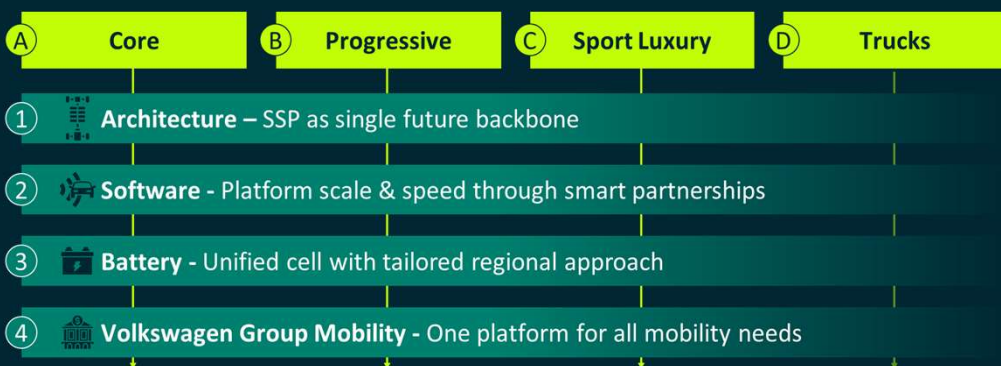 A Core B Progressive C Sport Luxury D Trucks
1 Architecture – SSP as single future backbone
2 Software - Platform scale & speed through smart partnerships
3 Battery - Unified cell with tailored regional approach
4 Volkswagen Group Mobility - One platform for all mobility needs